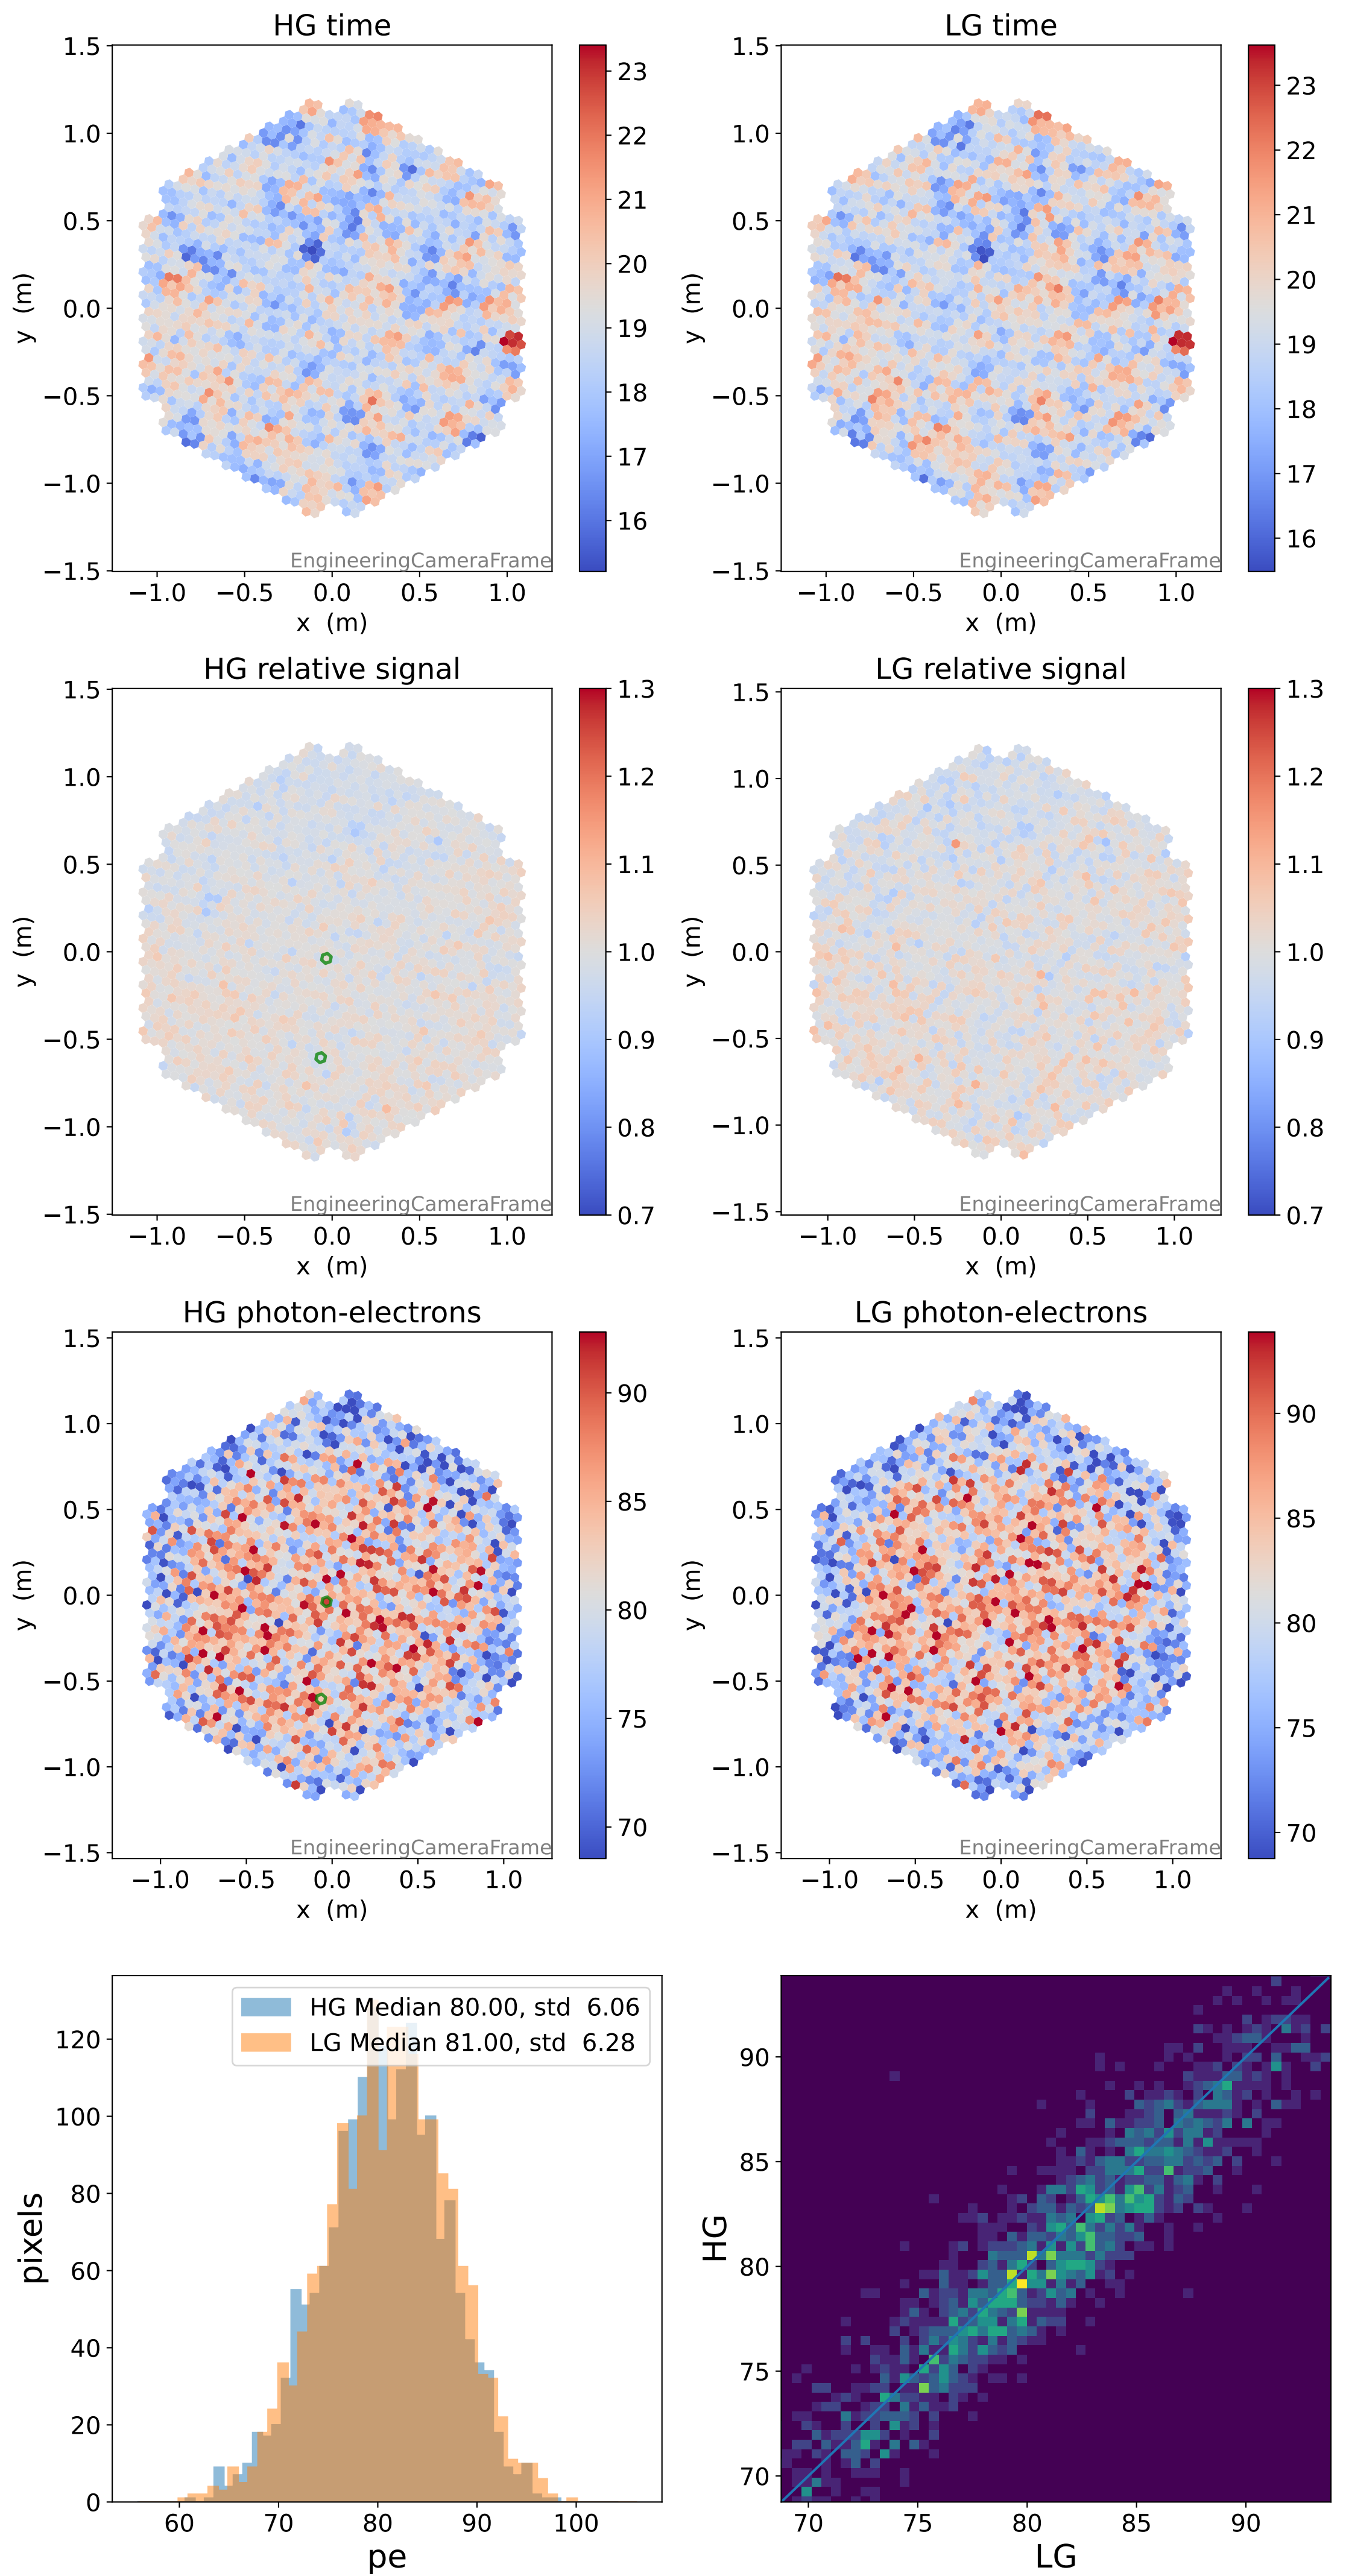 HG time
LG time
1.5
1.0
0.5
0.0
−0.5
−1.0
−1.5
y (m)
−1.0 −0.5 0.0 0.5 1.0
x (m)
EngineeringCameraFrame
23
22
21
20
19
18
17
16
1.5
1.0
0.5
0.0
−0.5
−1.0
−1.5
y (m)
−1.0 −0.5 0.0 0.5 1.0
x (m)
EngineeringCameraFrame
23
22
21
20
19
18
17
16
HG relative signal
LG relative signal
1.5
1.0
0.5
0.0
−0.5
−1.0
−1.5
y (m)
−1.0 −0.5 0.0 0.5 1.0
x (m)
EngineeringCameraFrame
1.3
1.2
1.1
1.0
0.9
0.8
0.7
1.5
1.0
0.5
0.0
−0.5
−1.0
−1.5
y (m)
−1.0 −0.5 0.0 0.5 1.0
x (m)
EngineeringCameraFrame
1.3
1.2
1.1
1.0
0.9
0.8
0.7
HG photon-electrons
LG photon-electrons
1.5
1.0
0.5
0.0
−0.5
−1.0
−1.5
y (m)
−1.0 −0.5 0.0 0.5 1.0
x (m)
EngineeringCameraFrame
90
85
80
75
70
1.5
1.0
0.5
0.0
−0.5
−1.0
−1.5
y (m)
−1.0 −0.5 0.0 0.5 1.0
x (m)
EngineeringCameraFrame
90
85
80
75
70
HG Median 80.00, std 6.06
LG Median 81.00, std 6.28
120
100
80
60
40
20
0
pixels
60 70 80 90 100
pe
90
85
80
75
70
HG
70 75 80 85 90
LG